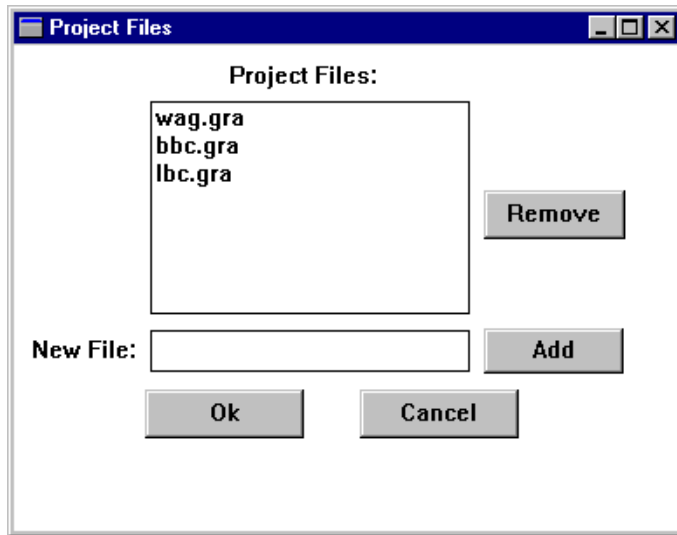 Project Files
Project Files:
wag.gra
bbc.gra
lbc.gra
Remove
New File:
Add
Ok
Cancel